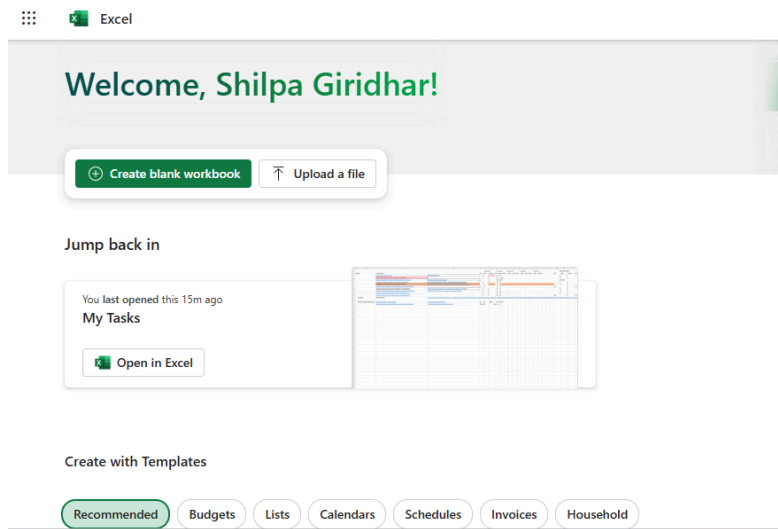 Excel
Welcome, Shilpa Giridhar!
Create blank workbook
Upload a file
Jump back in
You last opened this 15m ago
My Tasks
Open in Excel
Create with Templates
Recommended
Budgets
Lists
Calendars
Schedules
Invoices
Household